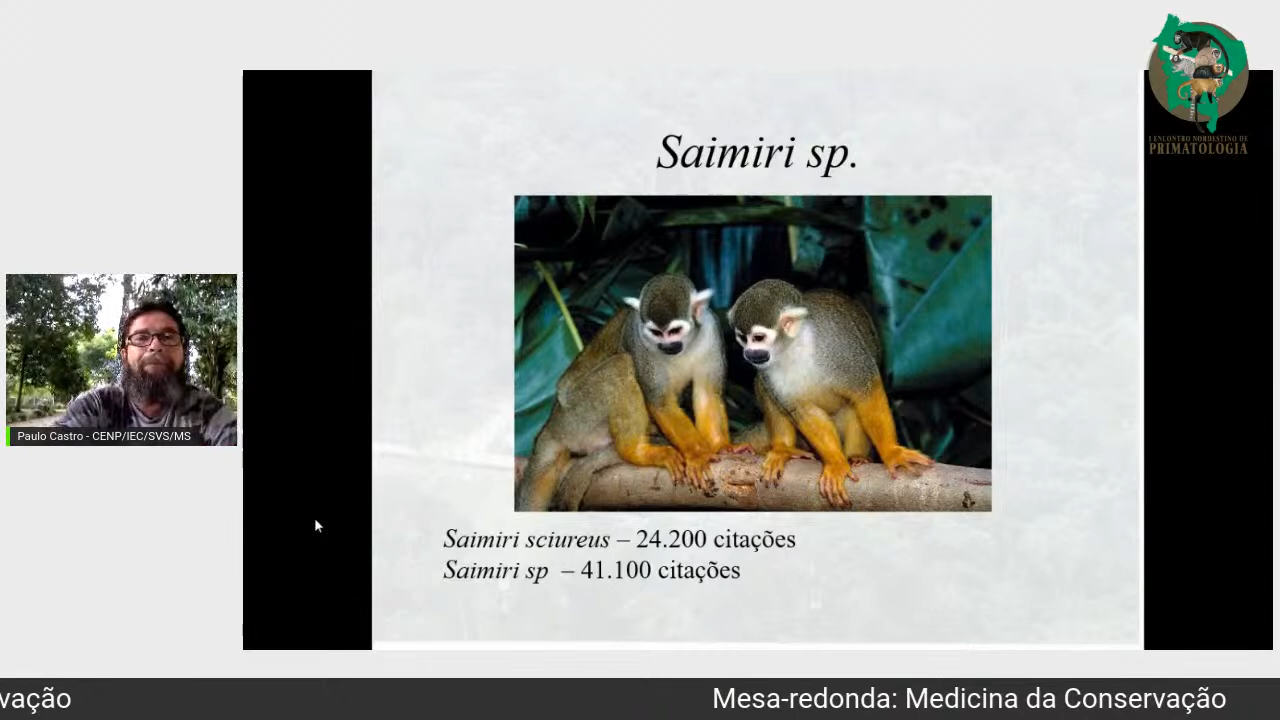 I ENCONTRO NORDESTINO DE
PRIMATOLOGIA
Saimiri sp.
Paulo Castro - CENP/IEC/SVS/MS
Saimiri sciureus – 24.200 citações
Saimiri sp – 41.100 citações
vação
Mesa-redonda: Medicina da Conservação